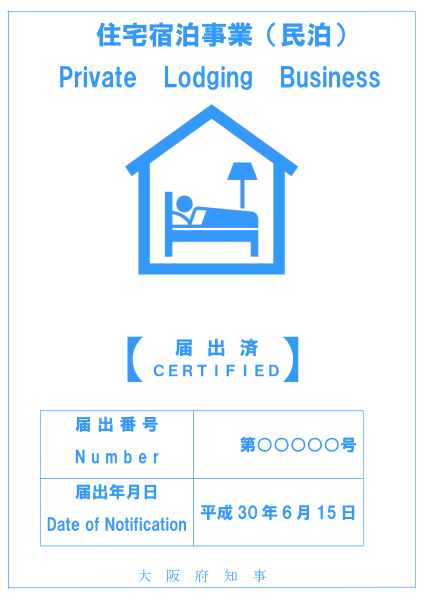 住宅宿泊事業（民泊）
Private Lodging Business
届出済
CERTIFIED
届出番号
Number
第○○○○○号
届出年月日
Date of Notification
平成30年6月15日
大阪府知事